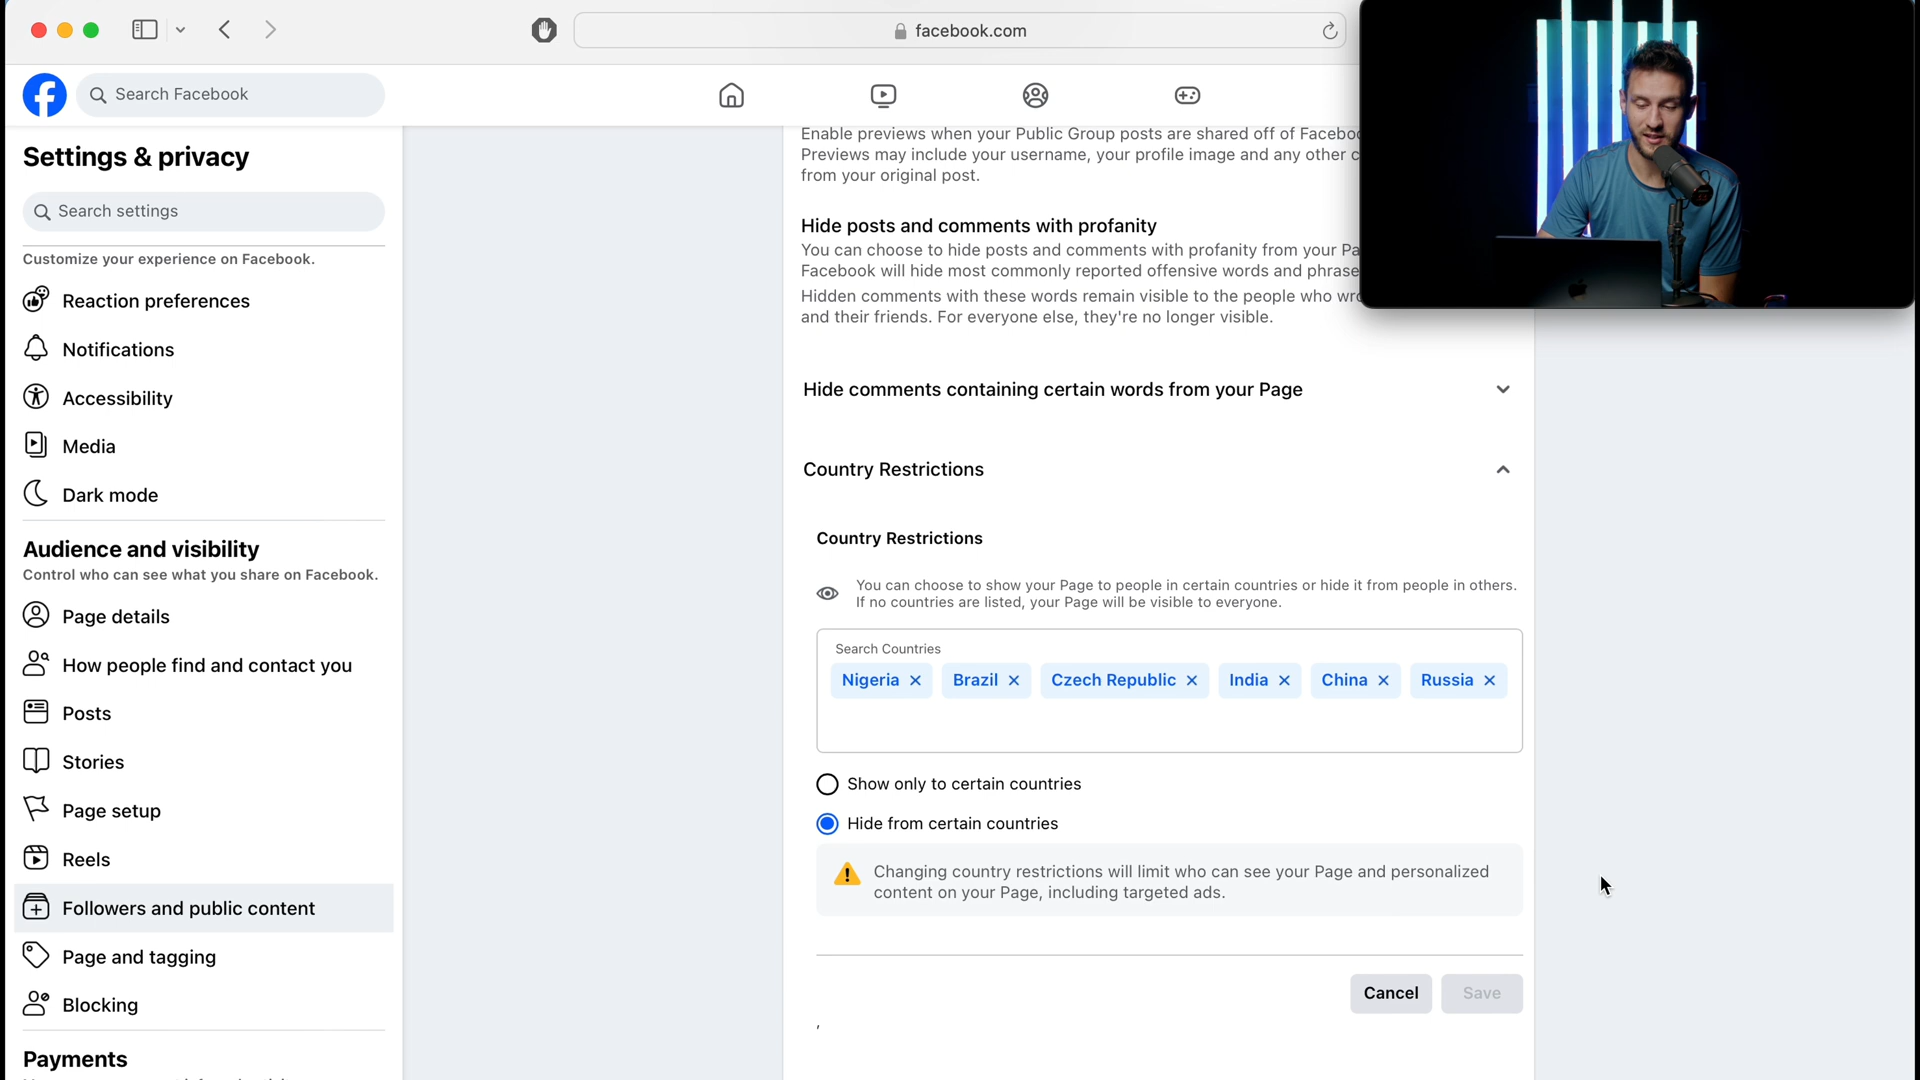 facebook.com
Search Facebook
Settings & privacy
Search settings
Customize your experience on Facebook.
Reaction preferences
Notifications
Accessibility
Media
Dark mode
Audience and visibility
Control who can see what you share on Facebook.
Page details
How people find and contact you
Posts
Stories
Page setup
Reels
Followers and public content
Page and tagging
Blocking
Payments
Enable previews when your Public Group posts are shared off of
Previews may include your username, your profile image and any other
from your original post.
Hide posts and comments with profanity
You can choose to hide posts and comments with profanity from your
Facebook will hide most commonly reported offensive words and
Hidden comments with these words remain visible to the people who
and their friends. For everyone else, they're no longer visible.
Hide comments containing certain words from your Page
Country Restrictions
Country Restrictions
You can choose to show your Page to people in certain countries or hide it from people in others.
If no countries are listed, your Page will be visible to everyone.
Search Countries
Nigeria Brazil Czech Republic India China Russia
Show only to certain countries
Hide from certain countries
Changing country restrictions will limit who can see your Page and personalized
content on your Page, including targeted ads.
Cancel Save